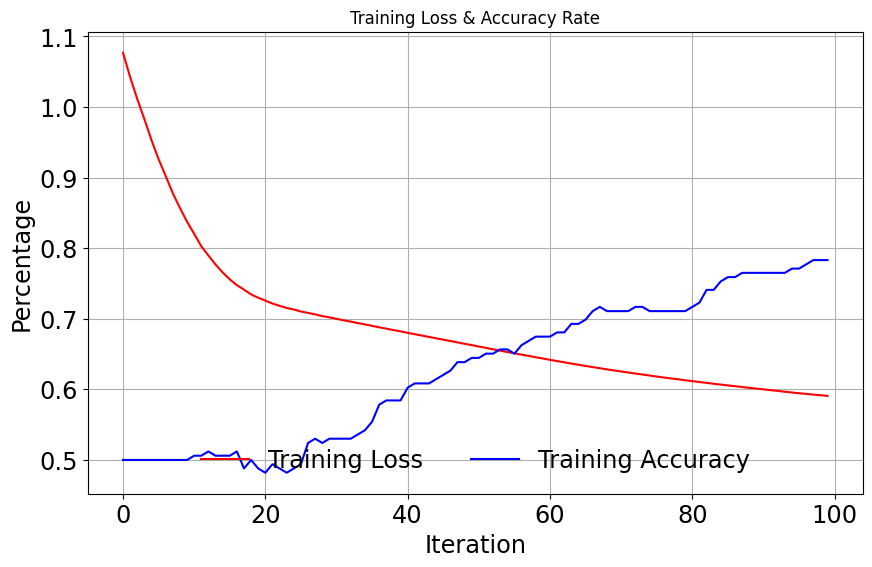 Training Loss & Accuracy Rate
Percentage
1.1
1.0
0.9
0.8
0.7
0.6
0.5
Training Loss
Training Accuracy
0 20 40 60 80 100
Iteration